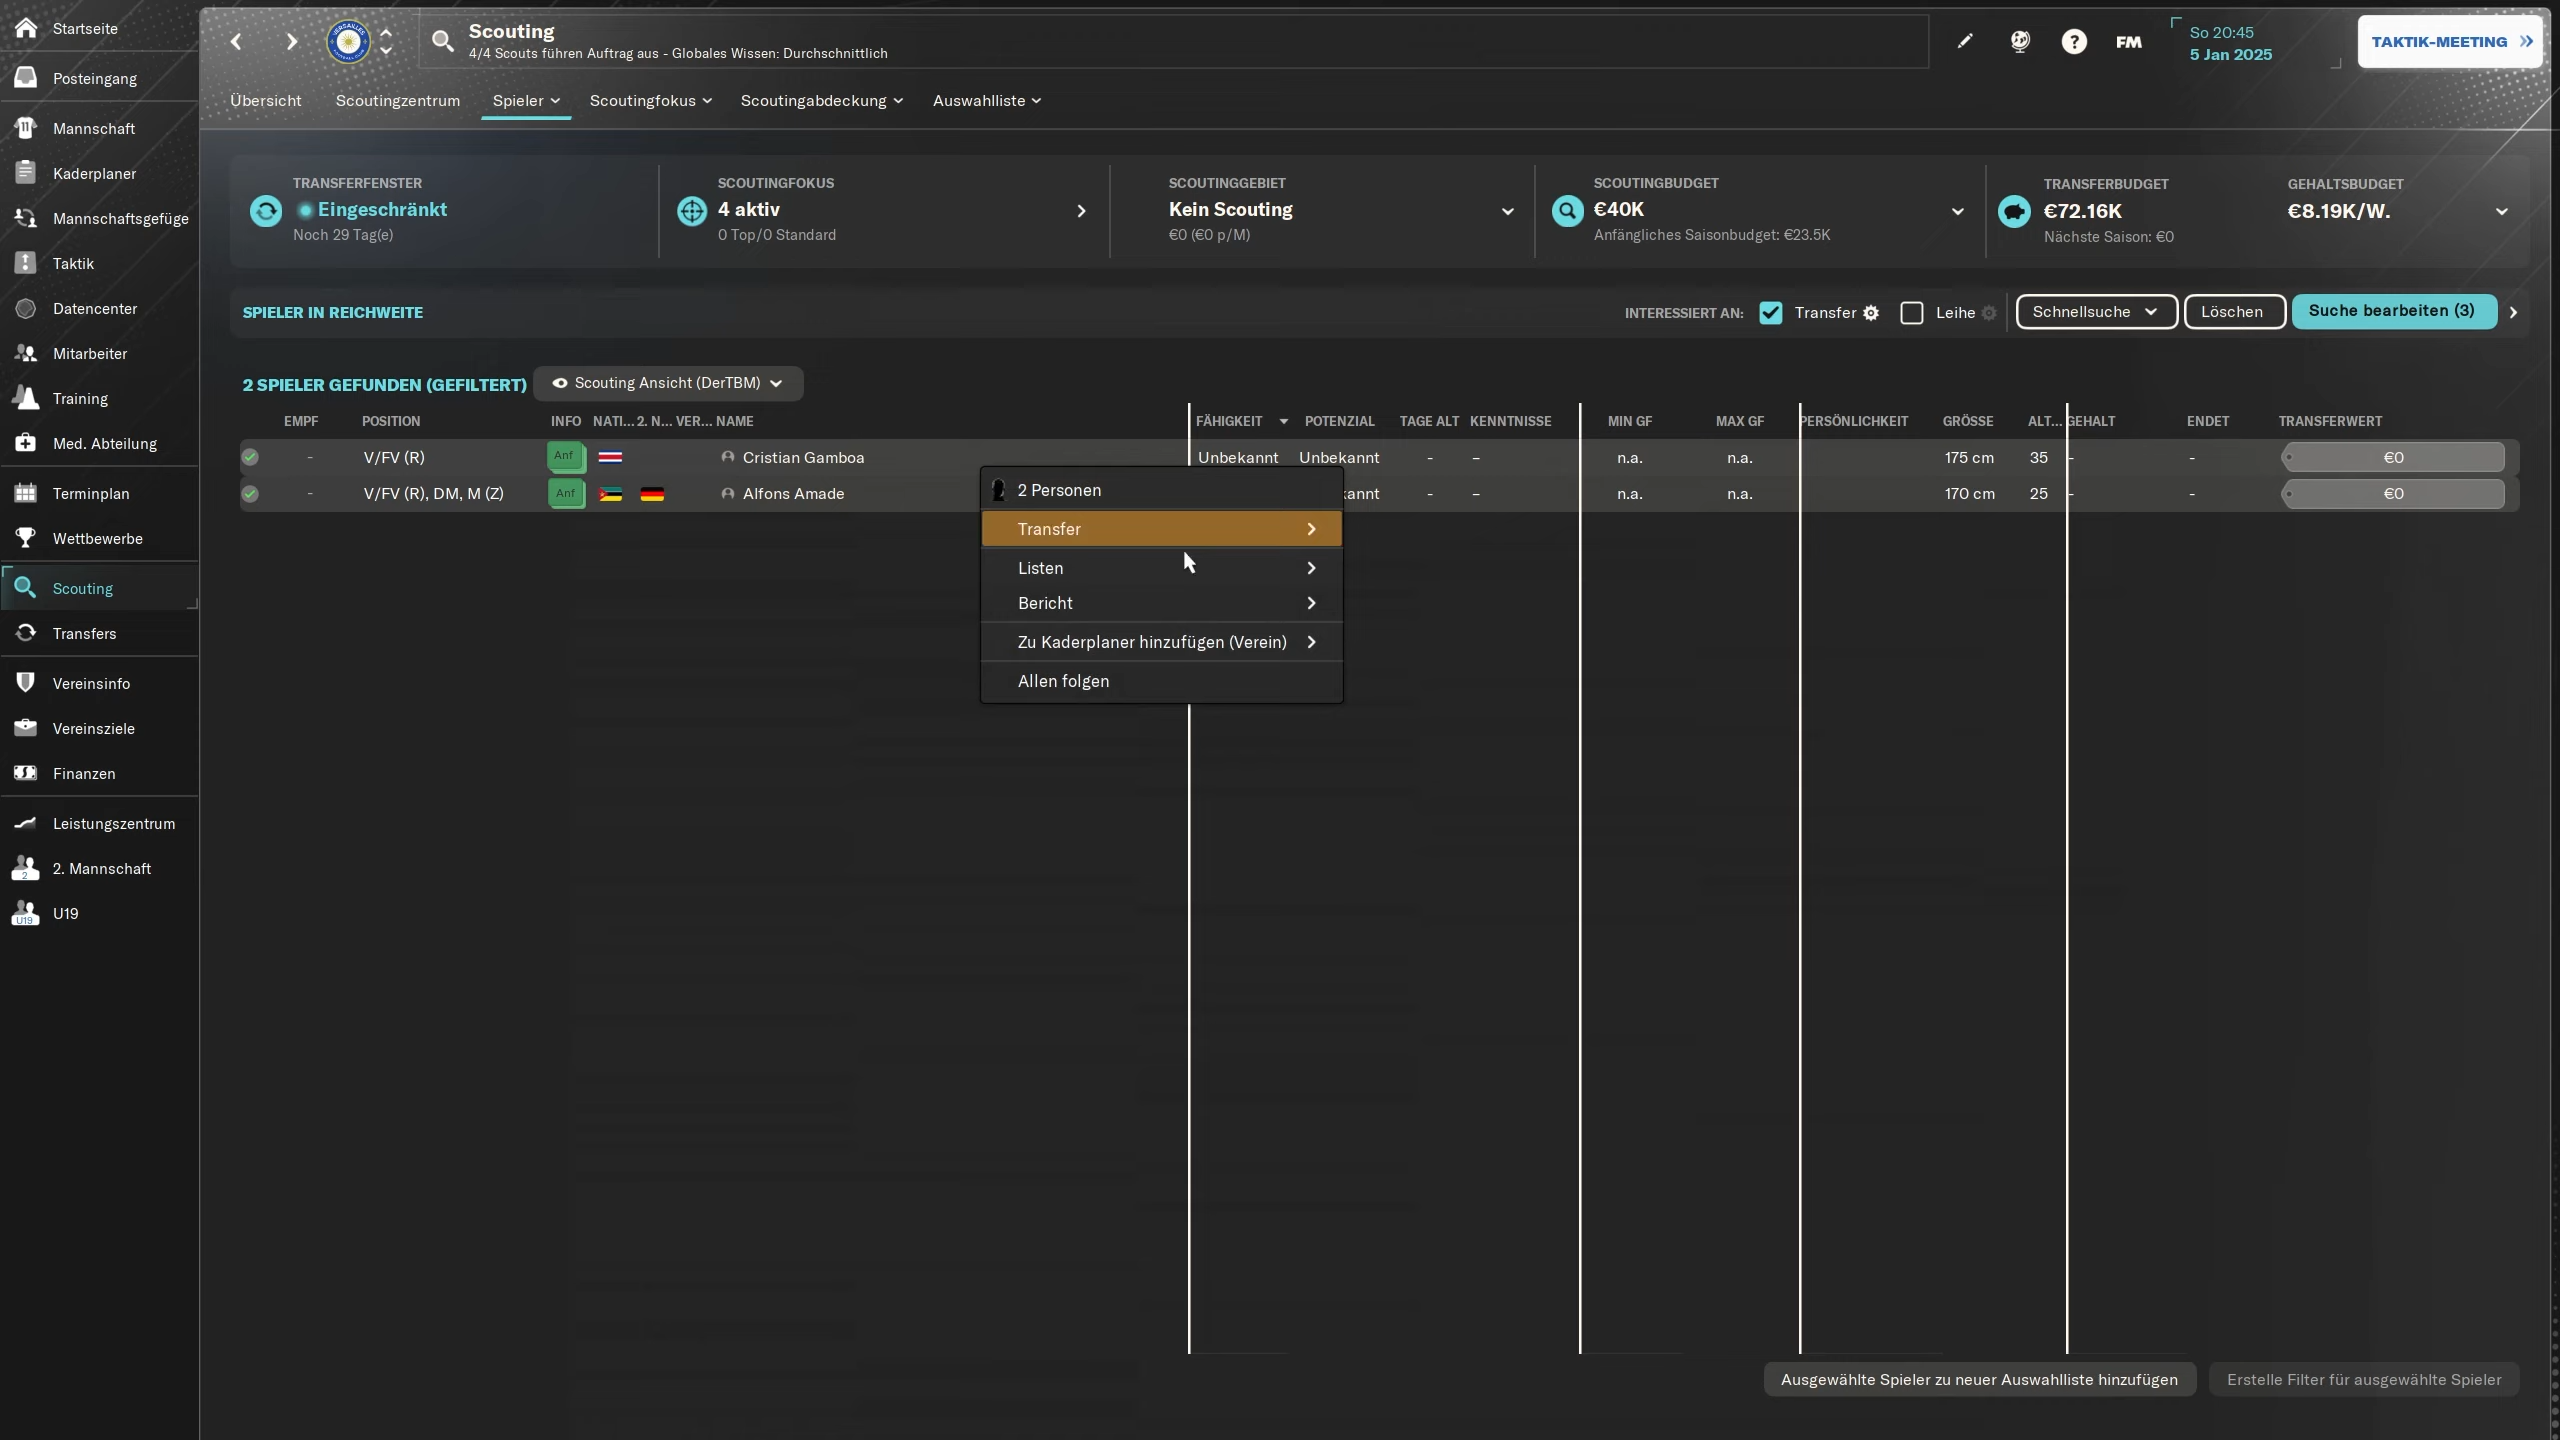 Startseite
Posteingang
Mannschaft
Kaderplaner
Mannschaftsgefüge
Taktik
Datencenter
Mitarbeiter
Training
Med. Abteilung
Terminplan
Wettbewerbe
Scouting
Transfers
Vereinsinfo
Vereinsziele
Finanzen
Leistungszentrum
2
2. Mannschaft
U19
U19
Scouting
4/4 Scouts führen Auftrag aus - Globales Wissen: Durchschnittlich
?
FM
So 20:45
5 Jan 2025
TAKTIK-MEETING
Übersicht
Scoutingzentrum
Spieler
Scoutingfokus
Scoutingabdeckung
Auswahlliste
TRANSFERFENSTER
Eingeschränkt
Noch 29 Tag(e)
SCOUTINGFOKUS
4 aktiv
0 Top/0 Standard
SCOUTINGGEBIET
Kein Scouting
€0 (€0 p/M)
SCOUTINGBUDGET
€40K
Anfängliches Saisonbudget: €23.5K
TRANSFERBUDGET
€72.16K
Nächste Saison: €0
GEHALTSBUDGET
€8.19K/W.
SPIELER IN REICHWEITE
INTERESSIERT AN:
Transfer
Leihe
Schnellsuche
Löschen
Suche bearbeiten (3)
2 SPIELER GEFUNDEN (GEFILTERT)
Scouting Ansicht (DerTBM)
EMPF POSITION INFO NATI... 2. N... VER... NAME FÄHIGKEIT POTENZIAL TAGE ALT KENNTNISSE MIN GF MAX GF PERSÖNLICHKEIT GRÖSSE ALT... GEHALT ENDET TRANSFERWERT
- V/FV (R) Anf Cristian Gamboa Unbekannt Unbekannt - - n.a. n.a. 175 cm 35 - - €0
- V/FV (R), DM, M (Z) Anf Alfons Amade kannt - - n.a. n.a. 170 cm 25 - - €0
2 Personen
Transfer
Listen
Bericht
Zu Kaderplaner hinzufügen (Verein)
Allen folgen
Ausgewählte Spieler zu neuer Auswahlliste hinzufügen
Erstelle Filter für ausgewählte Spieler